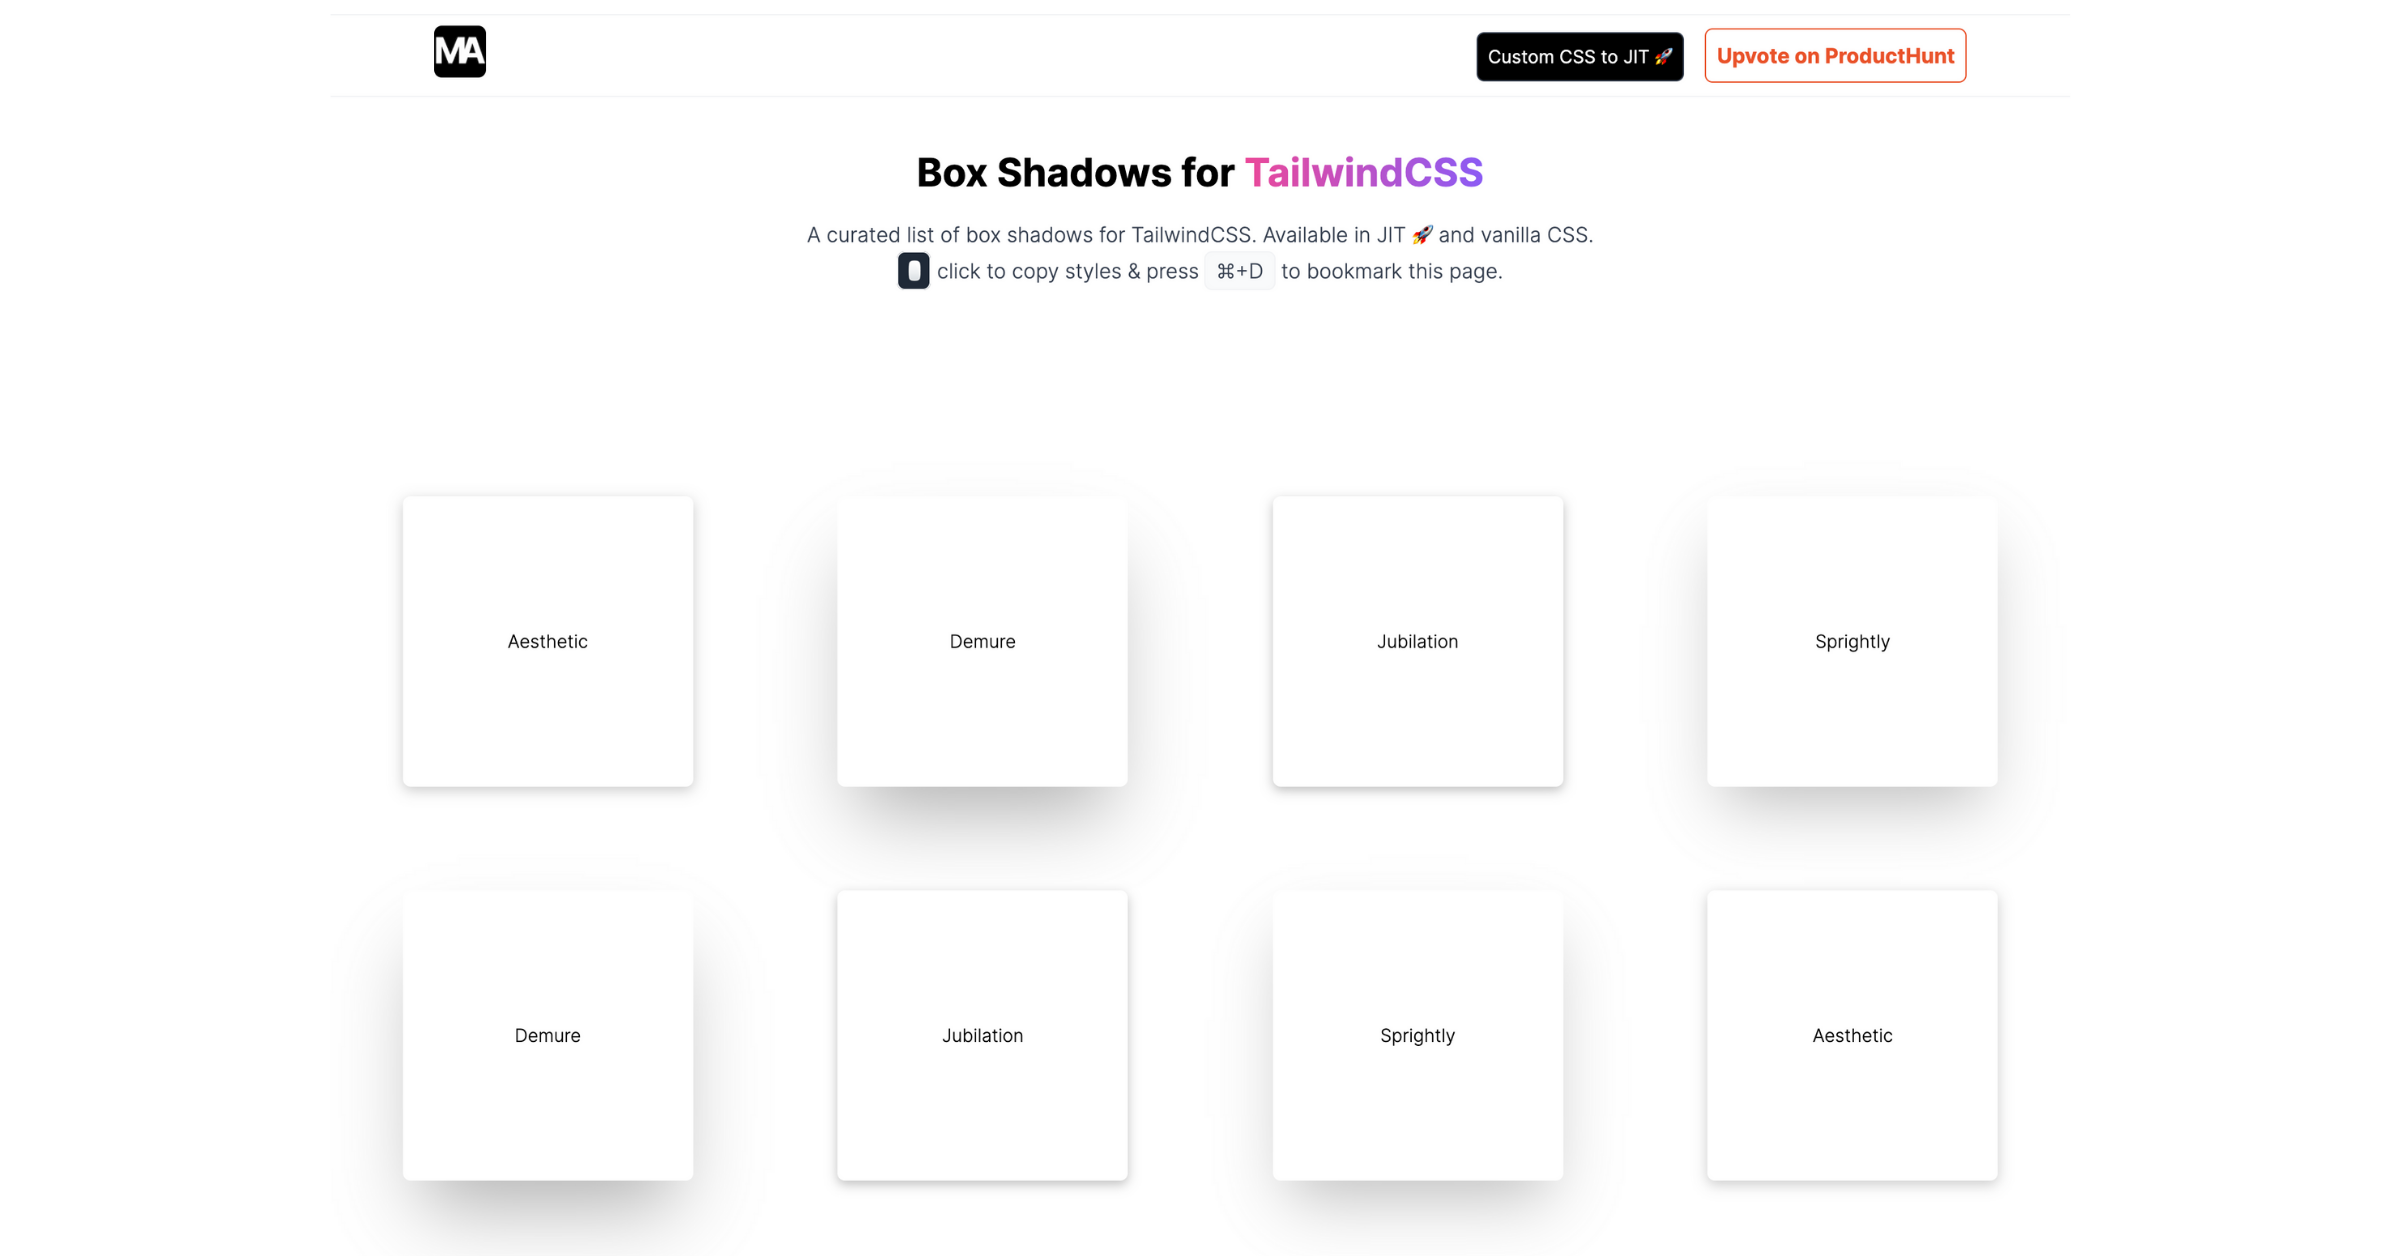 MA
Custom CSS to JIT 🚀
Upvote on ProductHunt
Box Shadows for TailwindCSS
A curated list of box shadows for TailwindCSS. Available in JIT 🚀 and vanilla CSS.
click to copy styles & press ⌘+D to bookmark this page.
Aesthetic
Demure
Jubilation
Sprightly
Demure
Jubilation
Sprightly
Aesthetic